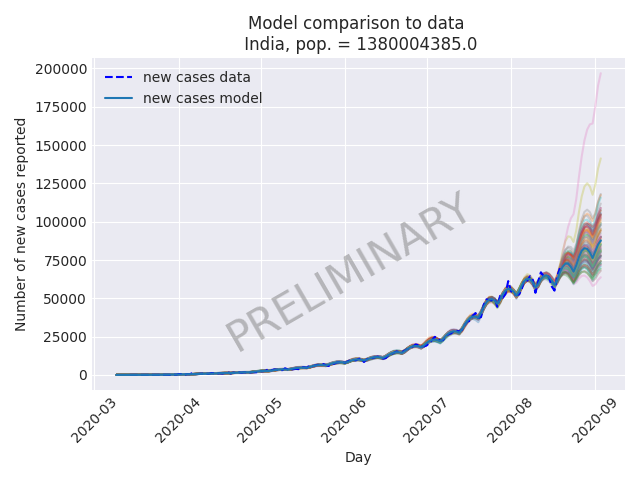 Model comparison to data
India, pop. = 1380004385.0
new cases data
new cases model
PRELIMINARY
Number of new cases reported
200000
175000
150000
125000
100000
75000
50000
25000
0
2020-03
2020-04
2020-05
2020-06
2020-07
2020-08
2020-09
Day